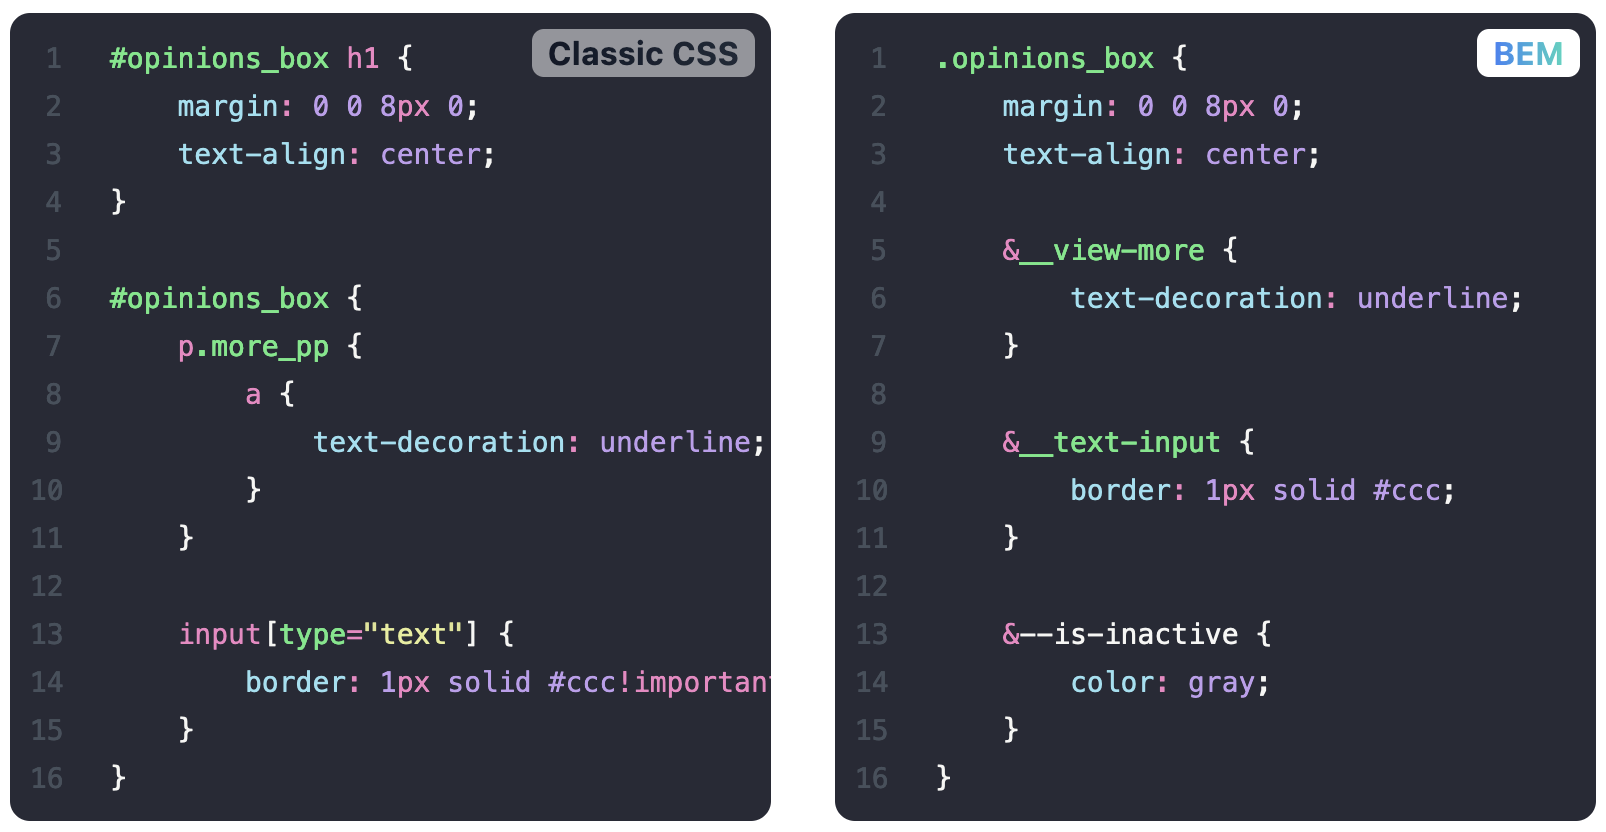 Classic CSS
1 #opinions_box h1 {
2 margin: 0 0 8px 0;
3 text-align: center;
4 }
5
6 #opinions_box {
7 p.more_pp {
8 a {
9 text-decoration: underline;
10 }
11 }
12
13 input[type="text"] {
14 border: 1px solid #ccc!important
15 }
16 }
BEM
1 .opinions_box {
2 margin: 0 0 8px 0;
3 text-align: center;
4
5 &__view-more {
6 text-decoration: underline;
7 }
8
9 &__text-input {
10 border: 1px solid #ccc;
11 }
12
13 &--is-inactive {
14 color: gray;
15 }
16 }